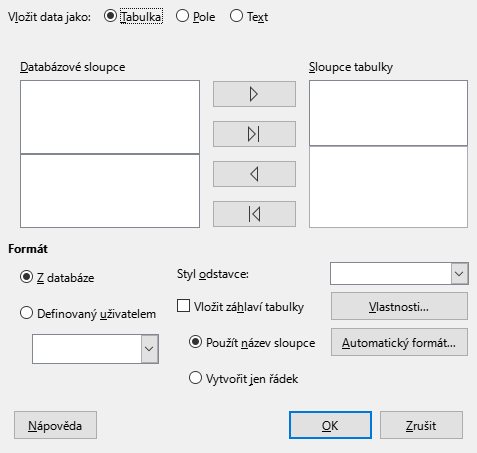 Vložit data jako: Tabulka Pole Text
Databázové sloupce Sloupce tabulky
Formát
Z databáze Styl odstavce:
Definovaný uživatelem Vložit záhlaví tabulky Vlastnosti...
Použít název sloupce Automatický formát...
Vytvořit jen řádek
Nápověda OK Zrušit